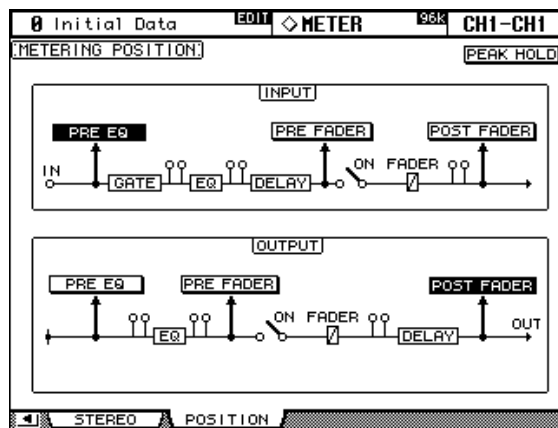 0 Initial Data EDIT ◇METER 96k CH1-CH1
METERING POSITION PEAK HOLD
INPUT
PRE EQ PRE FADER POST FADER
IN GATE EQ DELAY ON FADER
OUTPUT
PRE EQ PRE FADER POST FADER
EQ ON FADER DELAY OUT
STEREO POSITION